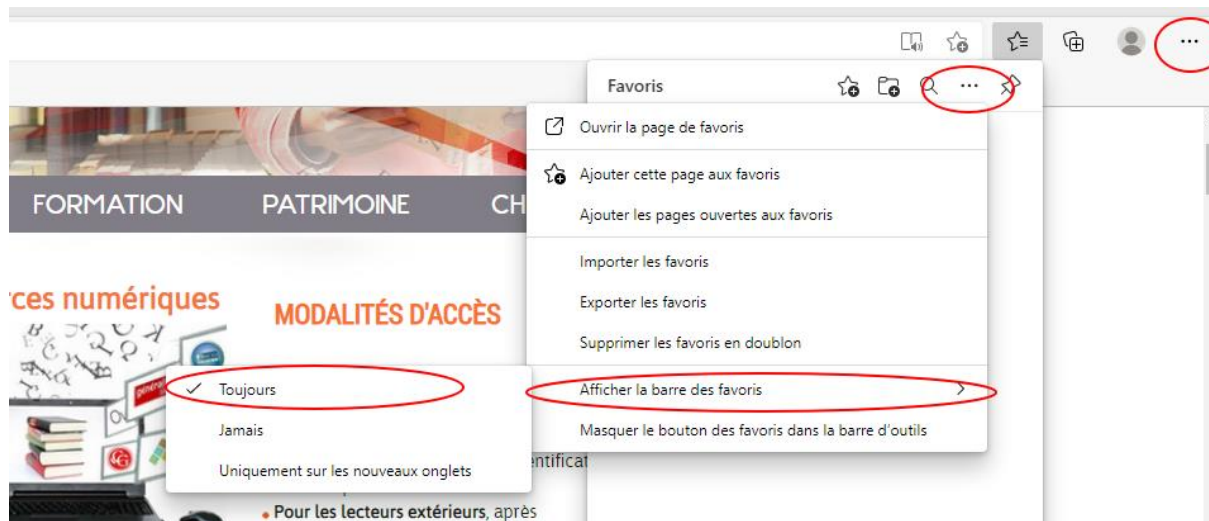 Favoris
Ouvrir la page de favoris
Ajouter cette page aux favoris
Ajouter les pages ouvertes aux favoris
Importer les favoris
Exporter les favoris
Supprimer les favoris en doublon
Afficher la barre des favoris
Masquer le bouton des favoris dans la barre d'outils
Toujours
Jamais
Uniquement sur les nouveaux onglets
FORMATION PATRIMOINE CH
rces numériques
MODALITÉS D'ACCÈS
entificat
• Pour les lecteurs extérieurs, après